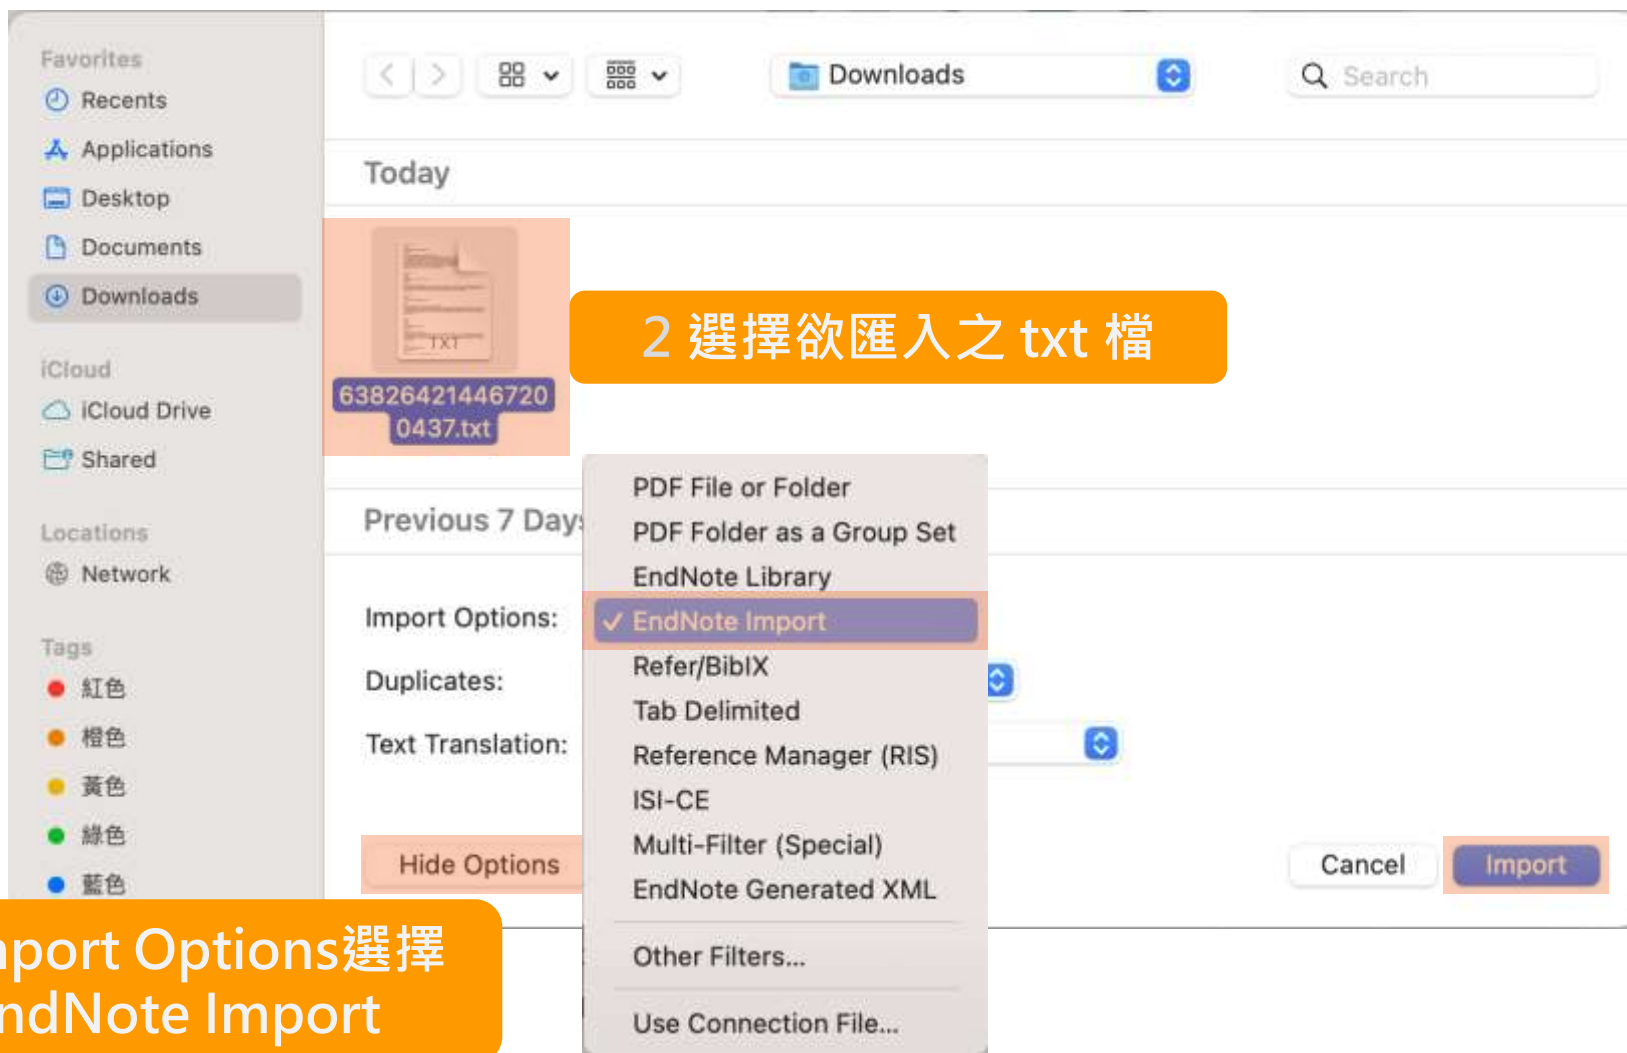 Favorites
Recents
Applications
Desktop
Documents
Downloads
iCloud
iCloud Drive
Shared
Locations
Network
Tags
紅色
橙色
黃色
綠色
藍色
Downloads
Search
Today
TXT
63826421446720
0437.txt
2 選擇欲匯入之 txt 檔
Previous 7 Days
Import Options:
Duplicates:
Text Translation:
PDF File or Folder
PDF Folder as a Group Set
EndNote Library
✓ EndNote Import
Refer/BibIX
Tab Delimited
Reference Manager (RIS)
ISI-CE
Multi-Filter (Special)
EndNote Generated XML
Other Filters...
Use Connection File...
Hide Options
Cancel
Import
mport Options選擇
ndNote Import